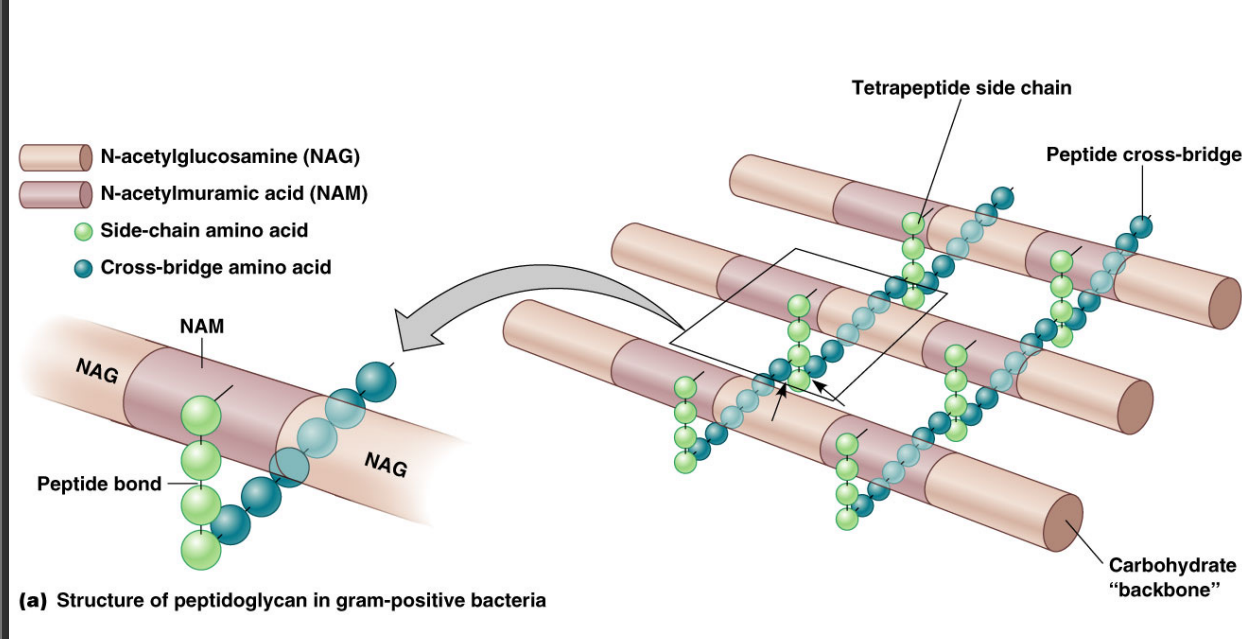 Tetrapeptide side chain
Peptide cross-bridge
N-acetylglucosamine (NAG)
N-acetylmuramic acid (NAM)
Side-chain amino acid
Cross-bridge amino acid
NAM
NAG
NAG
Peptide bond
Carbohydrate
“backbone”
(a) Structure of peptidoglycan in gram-positive bacteria